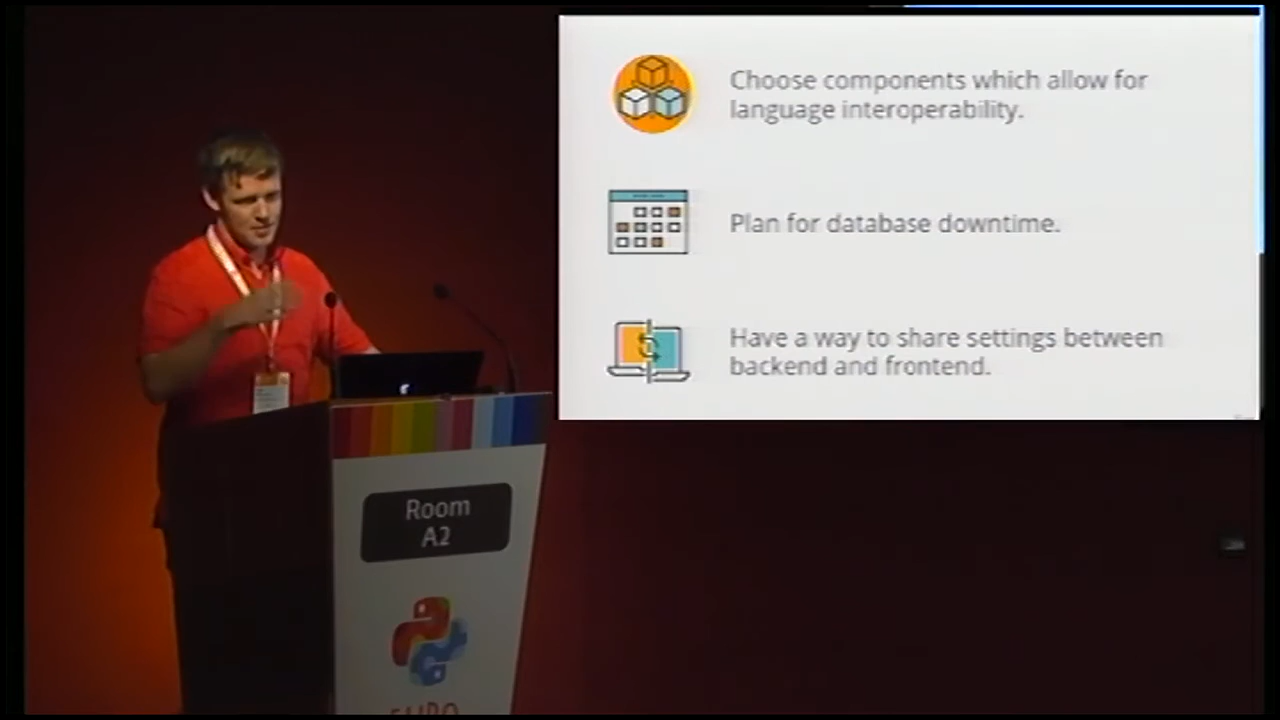 Choose components which allow for
language interoperability.
Plan for database downtime.
Have a way to share settings between
backend and frontend.
Room
A2
EURO